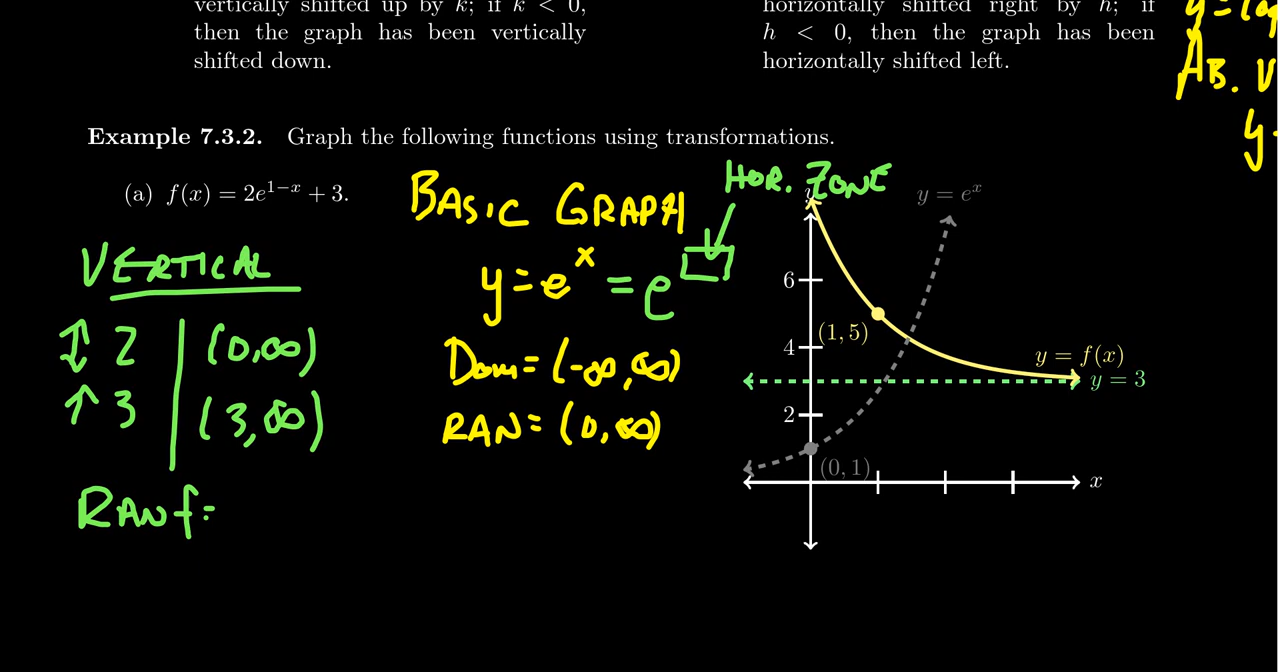 vertically shifted up by k; if k < 0,
then the graph has been vertically
shifted down.
horizontally shifted right by h; if
h < 0, then the graph has been
horizontally shifted left.
y = log
AB. V
y
Example 7.3.2. Graph the following functions using transformations.
(a) f(x) = 2e^{1−x} + 3.
BASIC GRAPH
y = e^x = e^□
HOR. ZONE
DOM = (-∞, ∞)
RAN = (0, ∞)
VERTICAL
↕ 2 | (0, ∞)
↑ 3 | (3, ∞)
RAN f =
y
y = e^x
6
(1, 5)
4
y = f(x)
y = 3
2
(0, 1)
x